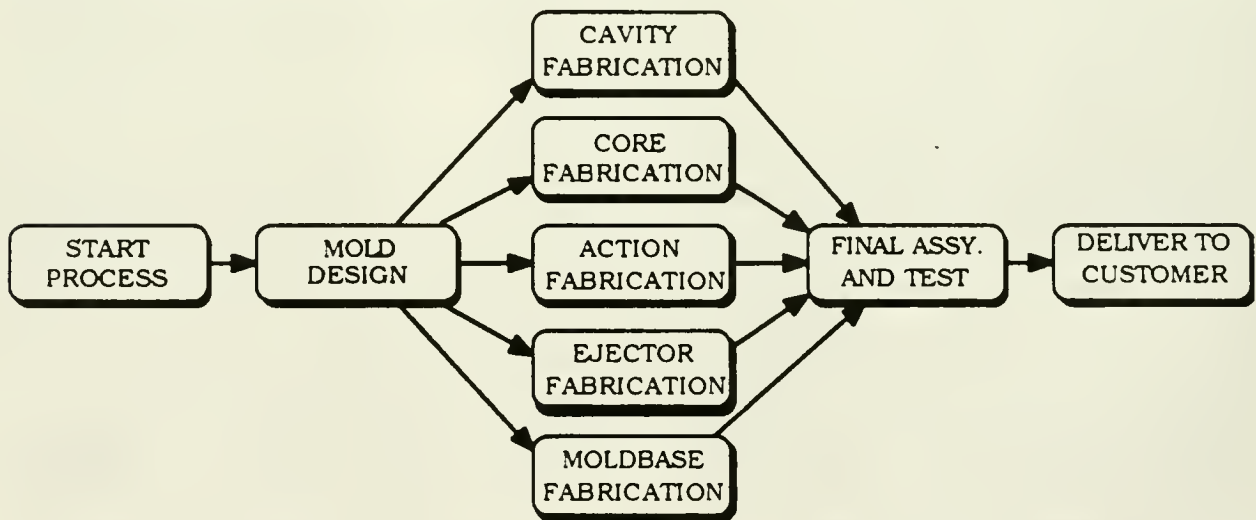 START
PROCESS
MOLD
DESIGN
CAVITY
FABRICATION
CORE
FABRICATION
ACTION
FABRICATION
EJECTOR
FABRICATION
MOLDBASE
FABRICATION
FINAL ASSY.
AND TEST
DELIVER TO
CUSTOMER